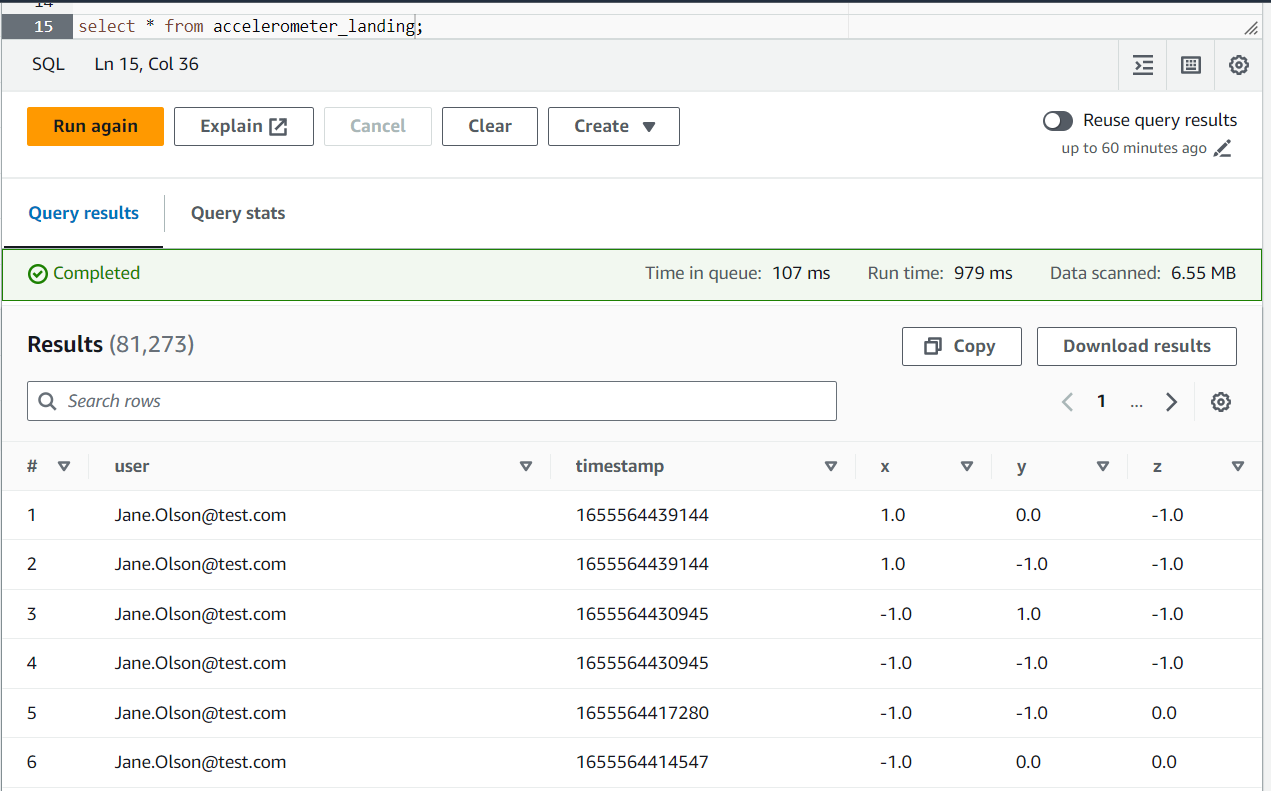 14
15 select * from accelerometer_landing;
SQL Ln 15, Col 36
Run again Explain Cancel Clear Create Reuse query results
up to 60 minutes ago
Query results Query stats
Completed Time in queue: 107 ms Run time: 979 ms Data scanned: 6.55 MB
Results (81,273) Copy Download results
Search rows 1 ...
# user timestamp x y z
1 Jane.Olson@test.com 1655564439144 1.0 0.0 -1.0
2 Jane.Olson@test.com 1655564439144 1.0 -1.0 -1.0
3 Jane.Olson@test.com 1655564430945 -1.0 1.0 -1.0
4 Jane.Olson@test.com 1655564430945 -1.0 -1.0 -1.0
5 Jane.Olson@test.com 1655564417280 -1.0 -1.0 0.0
6 Jane.Olson@test.com 1655564414547 -1.0 0.0 0.0